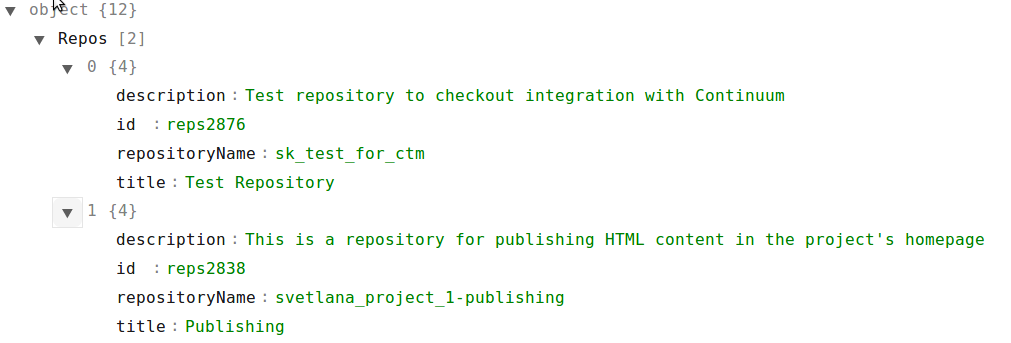 object {12}
Repos [2]
0 {4}
description : Test repository to checkout integration with Continuum
id : reps2876
repositoryName : sk_test_for_ctm
title : Test Repository
1 {4}
description : This is a repository for publishing HTML content in the project's homepage
id : reps2838
repositoryName : svetlana_project_1-publishing
title : Publishing